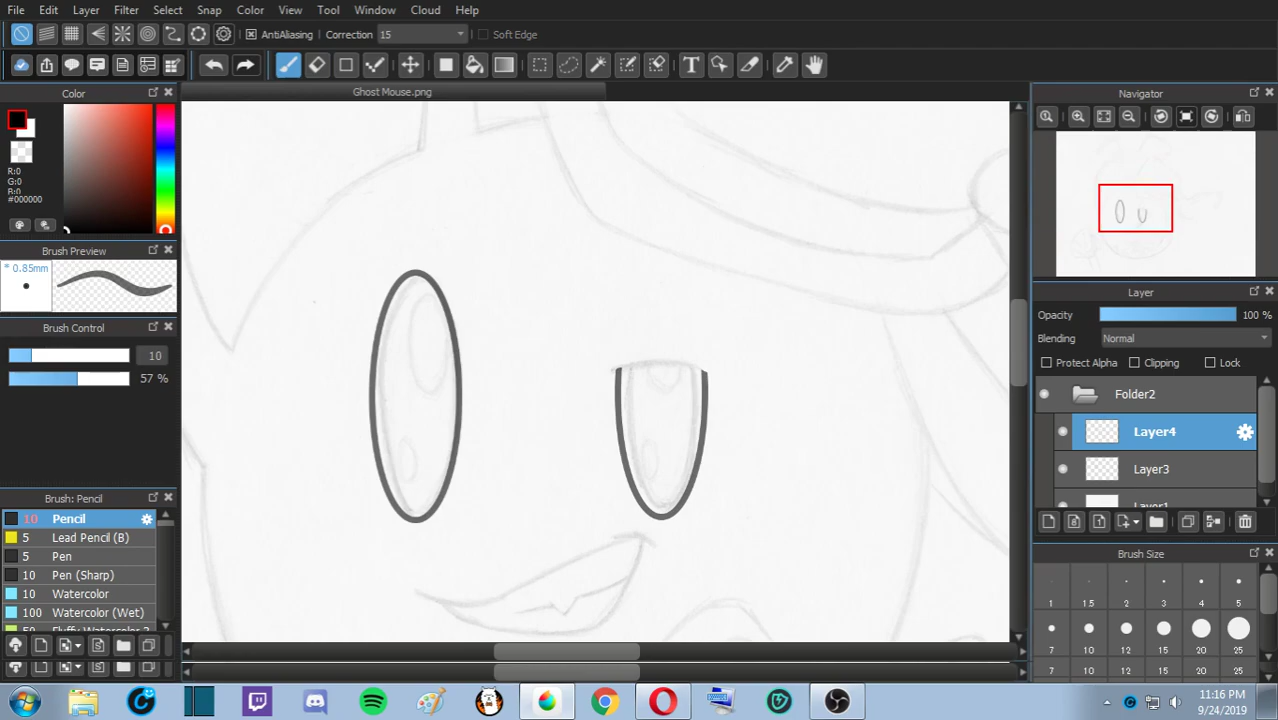 File Edit Layer Filter Select Snap Color View Tool Window Cloud Help
AntiAliasing Correction 15 Soft Edge
T
Color
R:0
G:0
B:0
#000000
Brush Preview
* 0.85mm
Brush Control
10
57 %
Brush: Pencil
10 Pencil
5 Lead Pencil (B)
5 Pen
10 Pen (Sharp)
10 Watercolor
100 Watercolor (Wet)
Ghost Mouse.png
Navigator
Layer
Opacity 100 %
Blending Normal
Protect Alpha Clipping Lock
Folder2
Layer4
Layer3
Layer1
Brush Size
1 1.5 2 3 4 5
7 10 12 15 20 25
7 10 12 15 20 25
11:16 PM
9/24/2019